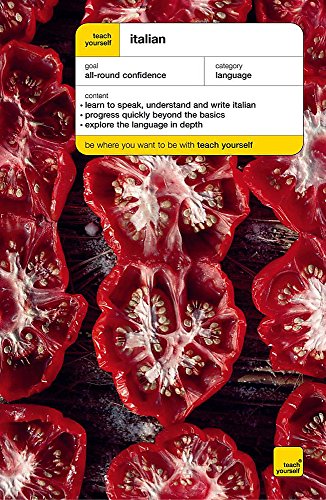 teach
yourself
italian
goal
all-round confidence
category
language
content
• learn to speak, understand and write italian
• progress quickly beyond the basics
• explore the language in depth
be where you want to be with teach yourself
teach
yourself